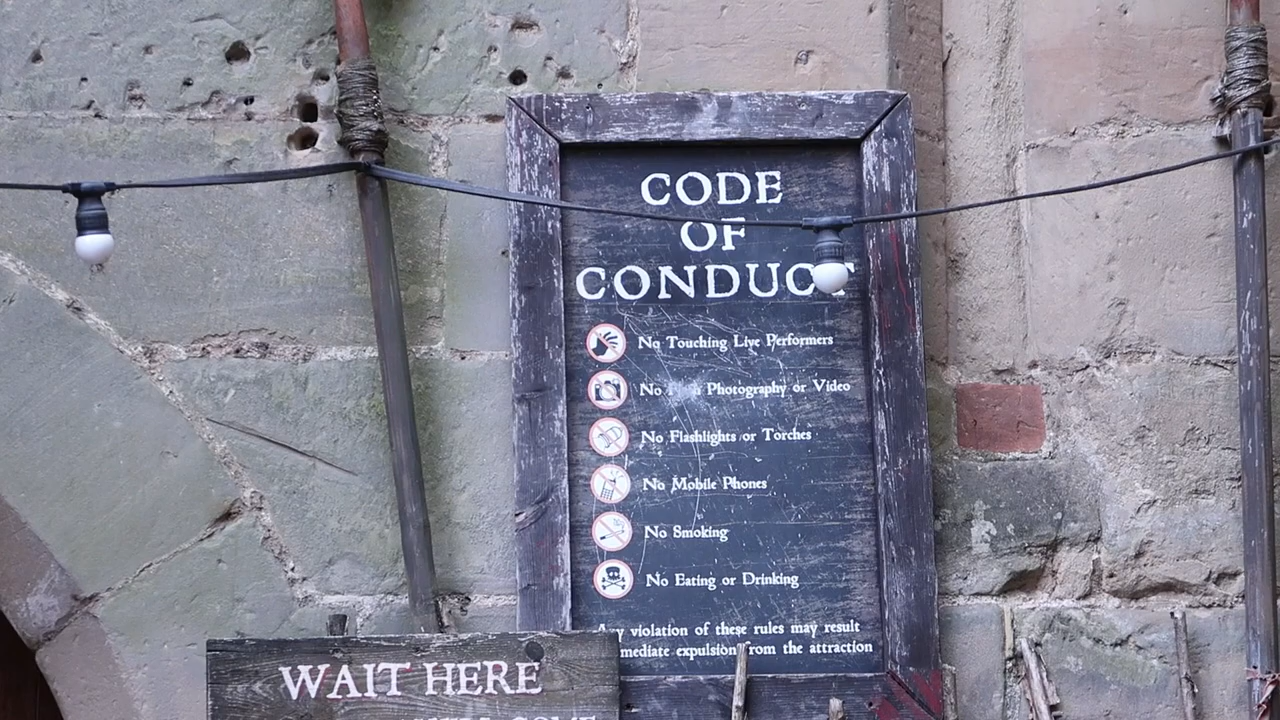 CODE
OF
CONDUCT
No Touching Live Performers
No Flash Photography or Video
No Flashlights or Torches
No Mobile Phones
No Smoking
No Eating or Drinking
Any violation of these rules may result
expulsion from the attraction
WAIT HERE